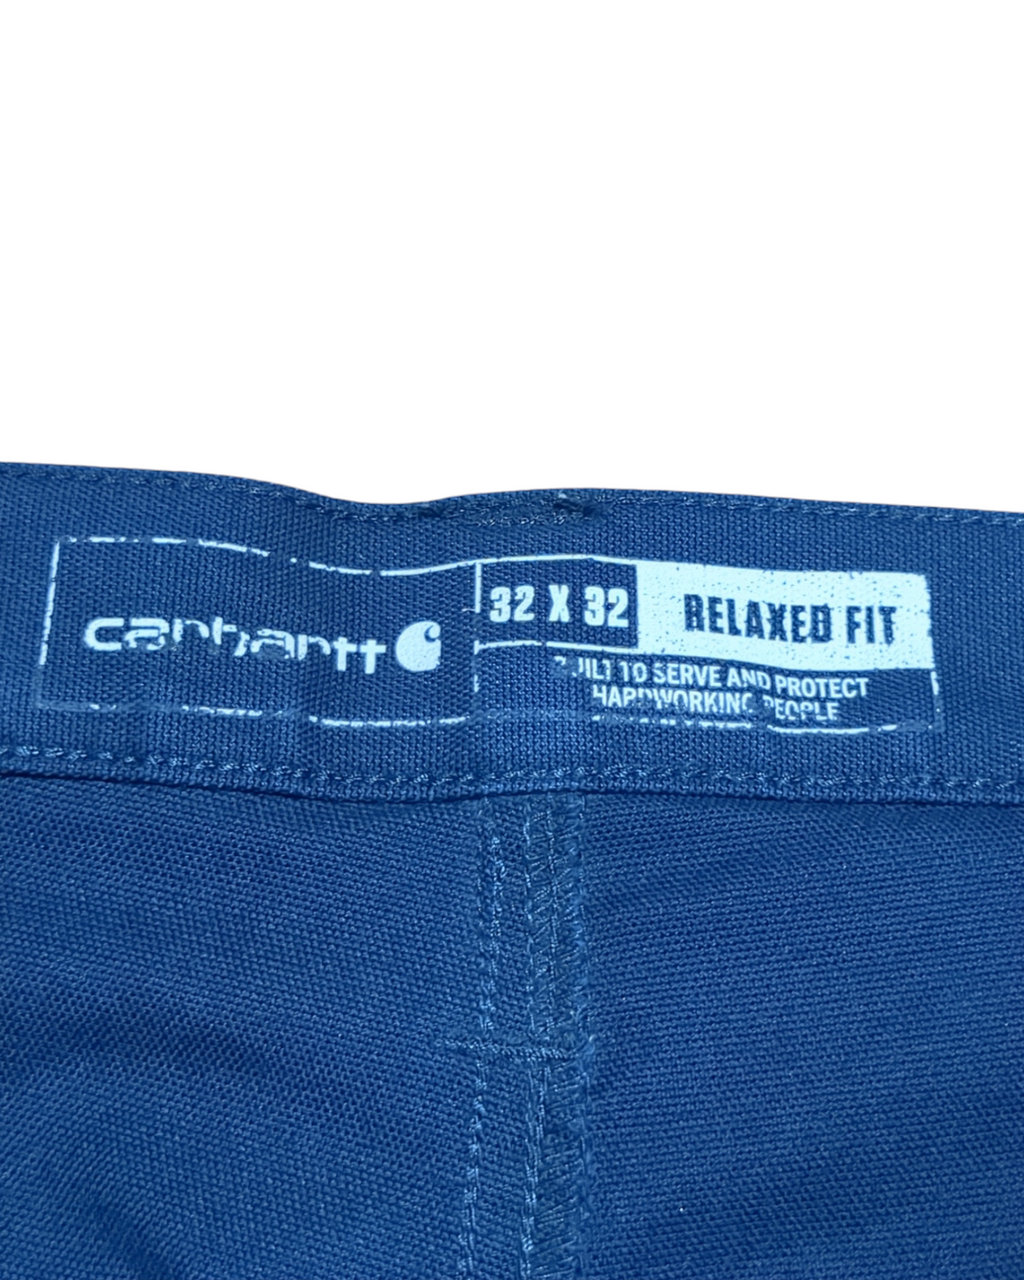 carhartt
32 X 32
RELAXED FIT
BUILT TO SERVE AND PROTECT
HARDWORKING PEOPLE